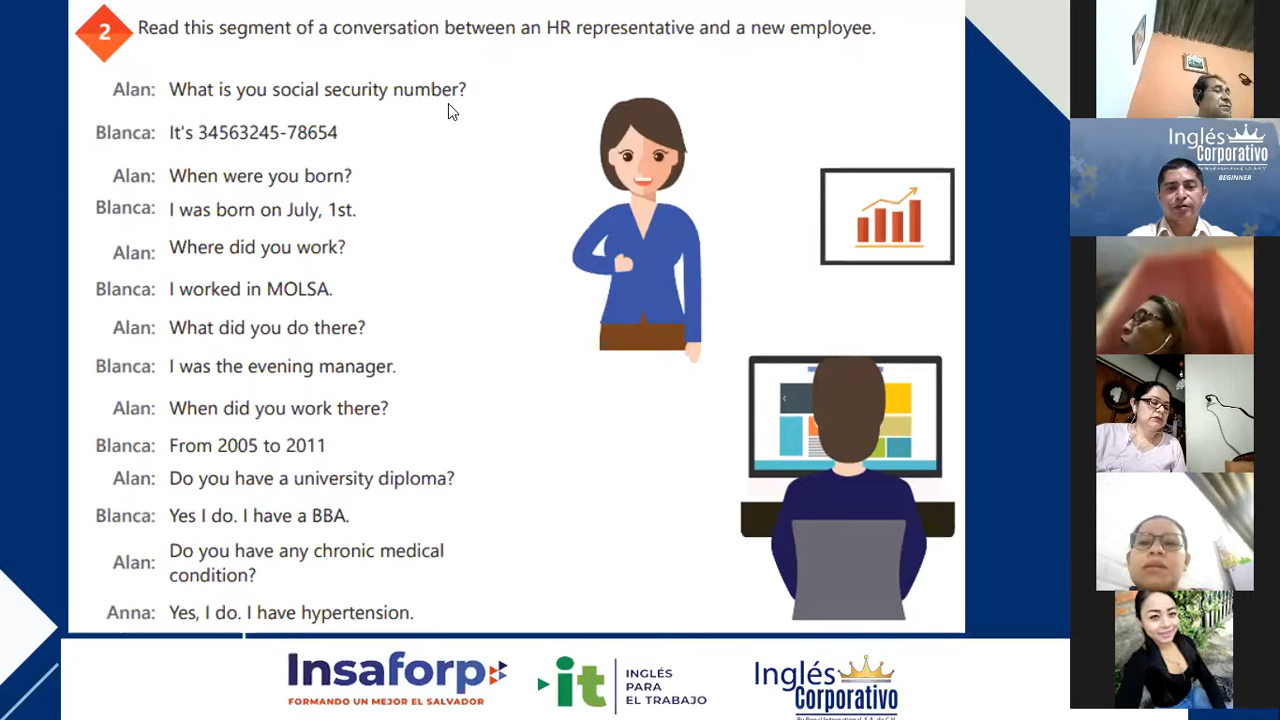 2 Read this segment of a conversation between an HR representative and a new employee.
Alan: What is you social security number?
Blanca: It's 34563245-78654
Alan: When were you born?
Blanca: I was born on July, 1st.
Alan: Where did you work?
Blanca: I worked in MOLSA.
Alan: What did you do there?
Blanca: I was the evening manager.
Alan: When did you work there?
Blanca: From 2005 to 2011
Alan: Do you have a university diploma?
Blanca: Yes I do. I have a BBA.
Alan: Do you have any chronic medical
condition?
Anna: Yes, I do. I have hypertension.
Insaforp
FORMANDO UN MEJOR EL SALVADOR
it
INGLÉS
PARA
EL TRABAJO
Inglés
Corporativo
Inglés
Corporativo
BEGINNER